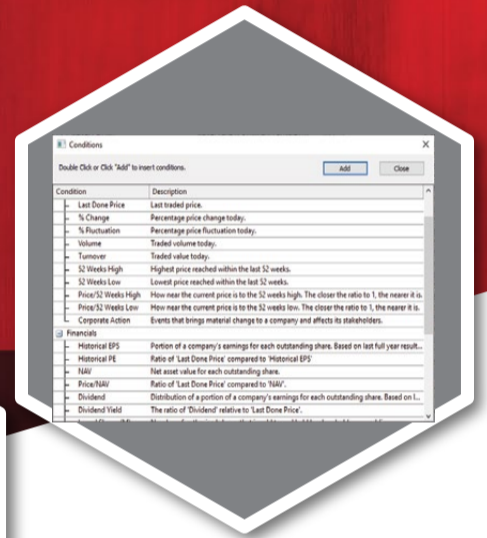 Conditions
Double Click or Click "Add" to insert conditions.
Add
Close
Condition Description
Last Done Price Last traded price.
% Change Percentage price change today.
% Fluctuation Percentage price fluctuation today.
Volume Traded volume today.
Turnover Traded value today.
52 Weeks High Highest price reached within the last 52 weeks.
52 Weeks Low Lowest price reached within the last 52 weeks.
Price/52 Weeks High How near the current price is to the 52 weeks high. The closer the ratio to 1, the nearer it is.
Price/52 Weeks Low How near the current price is to the 52 weeks low. The closer the ratio to 1, the nearer it is.
Corporate Action Events that brings material change to a company and affects its stakeholders.
Financials
Historical EPS Portion of a company's earnings for each outstanding share. Based on last full year result...
Historical PE Ratio of 'Last Done Price' compared to 'Historical EPS'
NAV Net asset value for each outstanding share.
Price/NAV Ratio of 'Last Done Price' compared to 'NAV'.
Dividend Distribution of a portion of a company's earnings for each outstanding share. Based on l...
Dividend Yield The ratio of 'Dividend' relative to 'Last Done Price'.